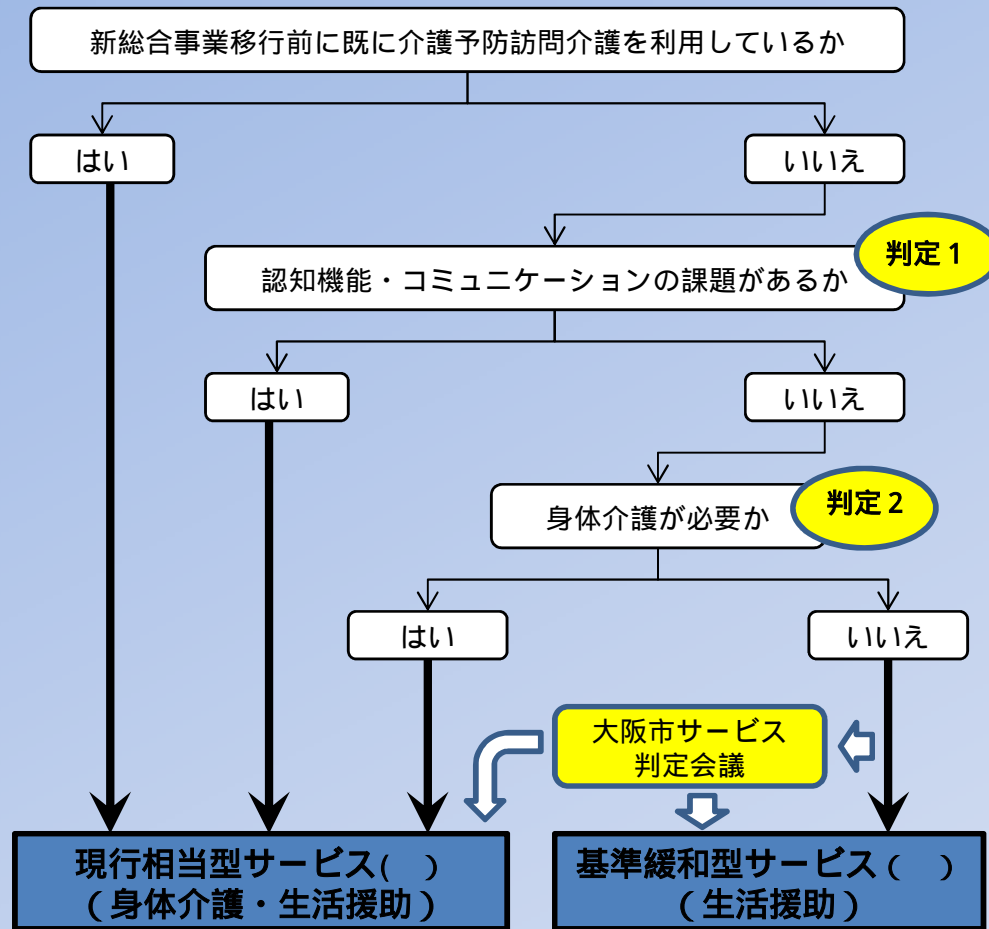 新総合事業移行前に既に介護予防訪問介護を利用しているか
はい
いいえ
判定1
認知機能・コミュニケーションの課題があるか
はい
いいえ
判定2
身体介護が必要か
はい
いいえ
大阪市サービス
判定会議
現行相当型サービス(　)
（身体介護・生活援助）
基準緩和型サービス（　）
（生活援助）